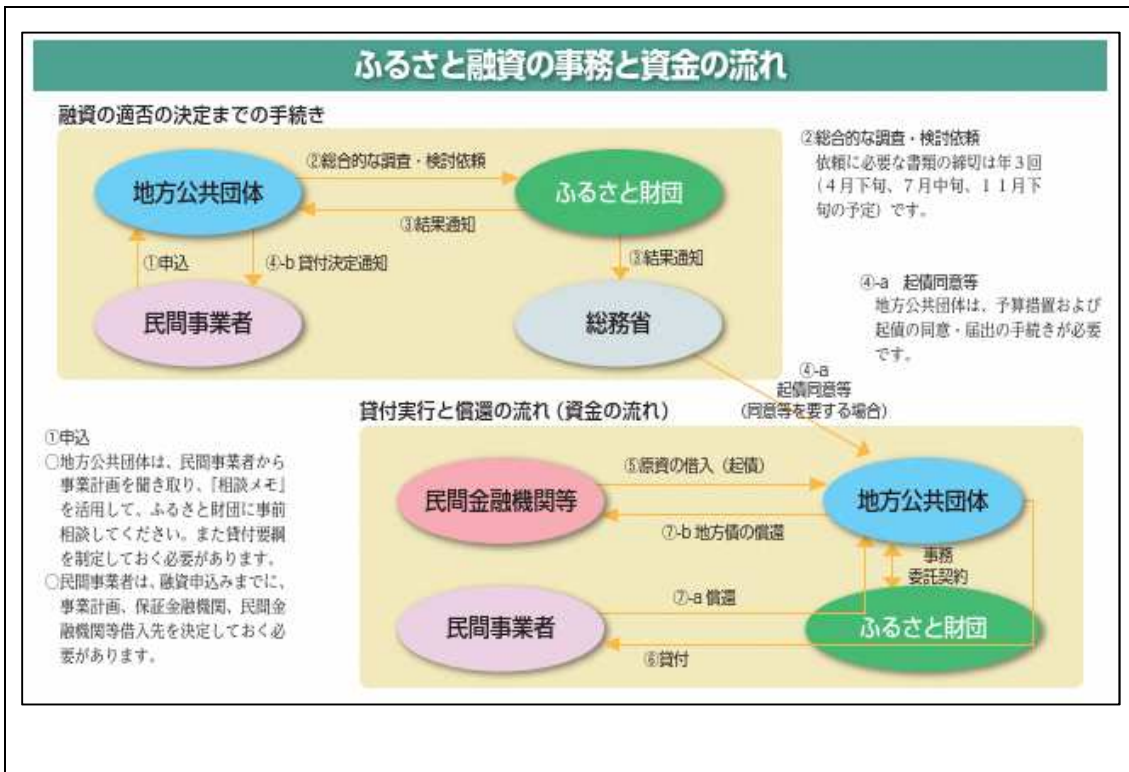 ふるさと融資の事務と資金の流れ
融資の適否の決定までの手続き
地方公共団体
②総合的な調査・検討依頼
ふるさと財団
③結果通知
①申込
④-b 貸付決定通知
③結果通知
民間事業者
総務省
②総合的な調査・検討依頼
依頼に必要な書類の締切は年3回
(4月下旬、7月中旬、11月下
旬の予定)です。
④-a 起債同意等
地方公共団体は、予算措置および
起債の同意・届出の手続きが必要
です。
④-a
起債同意等
(同意等を要する場合)
①申込
○地方公共団体は、民間事業者から
事業計画を聞き取り、『相談メモ』
を活用して、ふるさと財団に事前
相談してください。また貸付要綱
を制定しておく必要があります。
○民間事業者は、融資申込みまでに、
事業計画、保証金融機関、民間金
融機関等借入先を決定しておく必
要があります。
貸付実行と償還の流れ(資金の流れ)
民間金融機関等
⑤原資の借入(起債)
地方公共団体
⑦-b 地方債の償還
事務
委託契約
⑦-a 償還
民間事業者
ふるさと財団
⑥貸付